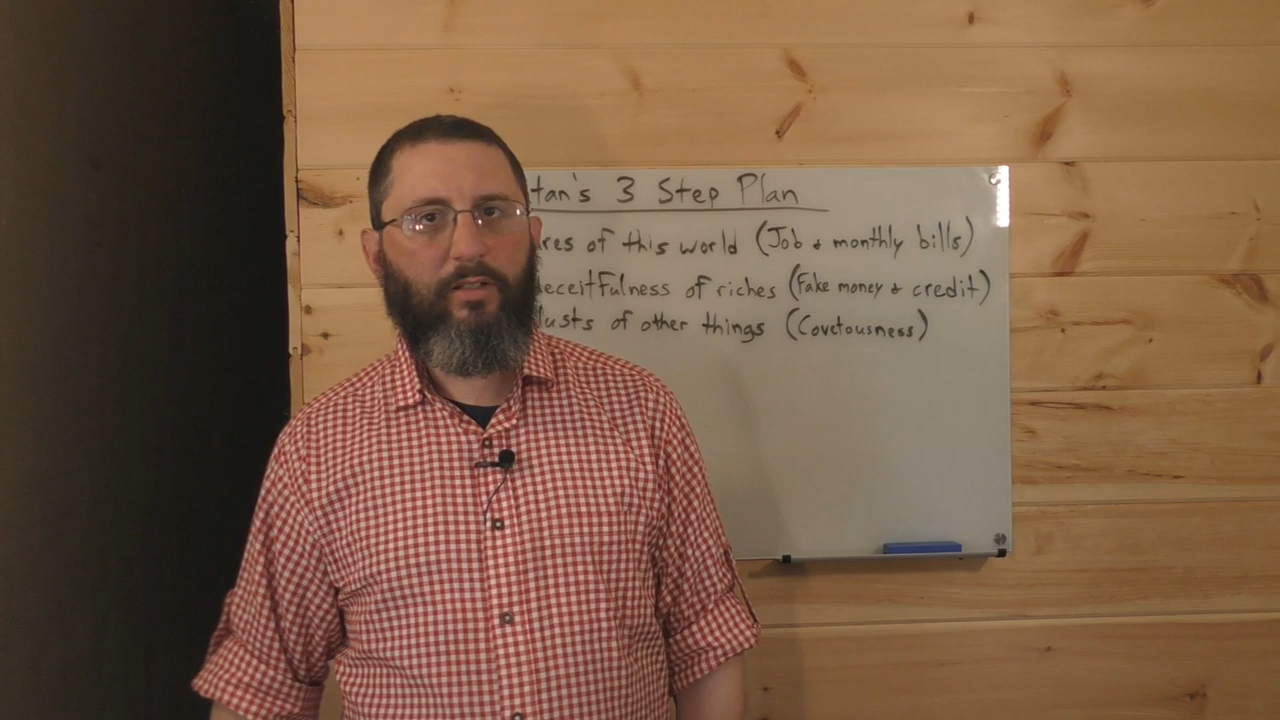 tan's 3 Step Plan
res of this world (Job & monthly bills)
deceitfulness of riches (Fake money & credit)
lusts of other things (Covetousness)